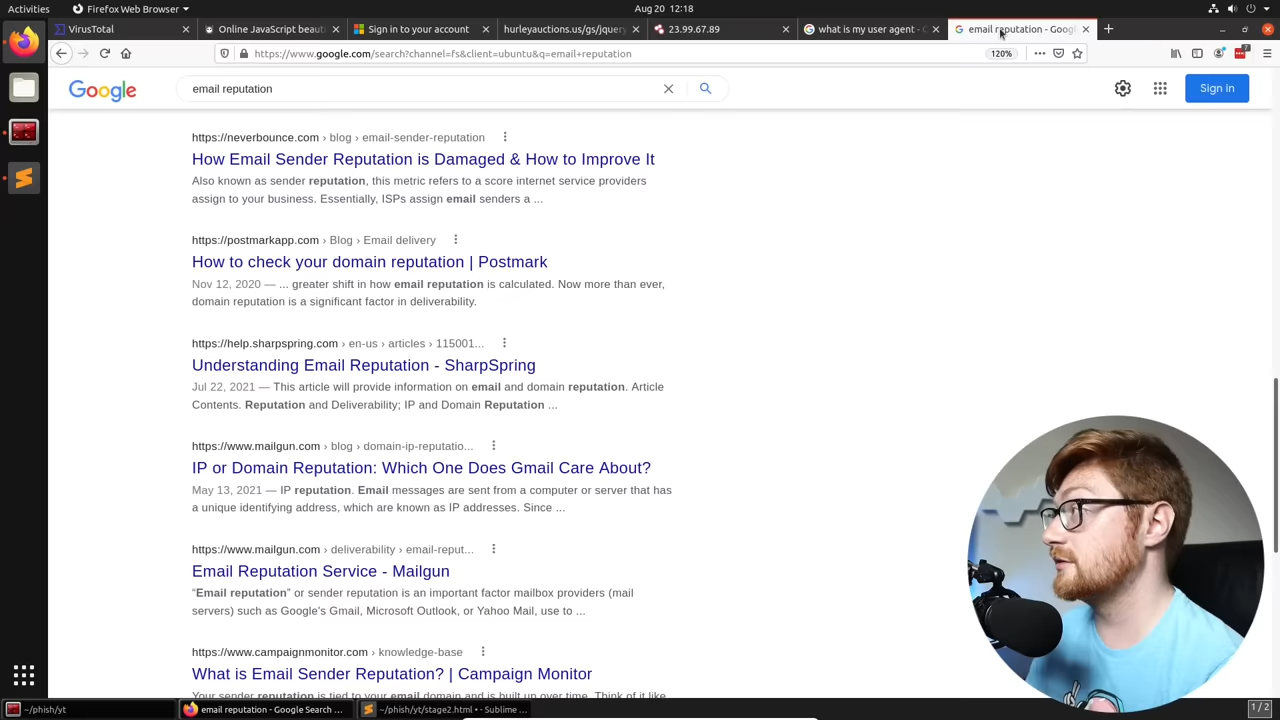 Activities
Firefox Web Browser
Aug 20 12:18
VirusTotal
Online JavaScript beaut
Sign in to your account
hurleyauctions.us/gs/jquery
23.99.67.89
what is my user agent - G
email reputation - Goog
https://www.google.com/search?channel=fs&client=ubuntu&q=email+reputation
120%
Google
email reputation
Sign in
https://neverbounce.com › blog › email-sender-reputation
How Email Sender Reputation is Damaged & How to Improve It
Also known as sender reputation, this metric refers to a score internet service providers
assign to your business. Essentially, ISPs assign email senders a ...
https://postmarkapp.com › Blog › Email delivery
How to check your domain reputation | Postmark
Nov 12, 2020 — ... greater shift in how email reputation is calculated. Now more than ever,
domain reputation is a significant factor in deliverability.
https://help.sharpspring.com › en-us › articles › 115001...
Understanding Email Reputation - SharpSpring
Jul 22, 2021 — This article will provide information on email and domain reputation. Article
Contents. Reputation and Deliverability; IP and Domain Reputation ...
https://www.mailgun.com › blog › domain-ip-reputatio...
IP or Domain Reputation: Which One Does Gmail Care About?
May 13, 2021 — IP reputation. Email messages are sent from a computer or server that has
a unique identifying address, which are known as IP addresses. Since ...
https://www.mailgun.com › deliverability › email-reput...
Email Reputation Service - Mailgun
“Email reputation” or sender reputation is an important factor mailbox providers (mail
servers) such as Google's Gmail, Microsoft Outlook, or Yahoo Mail, use to ...
https://www.campaignmonitor.com › knowledge-base
What is Email Sender Reputation? | Campaign Monitor
Your sender reputation is tied to your email domain and is built up over time. Think of it like
~/phish/yt
email reputation - Google Search ...
~/phish/yt/stage2.html • - Sublime ...
1 / 2